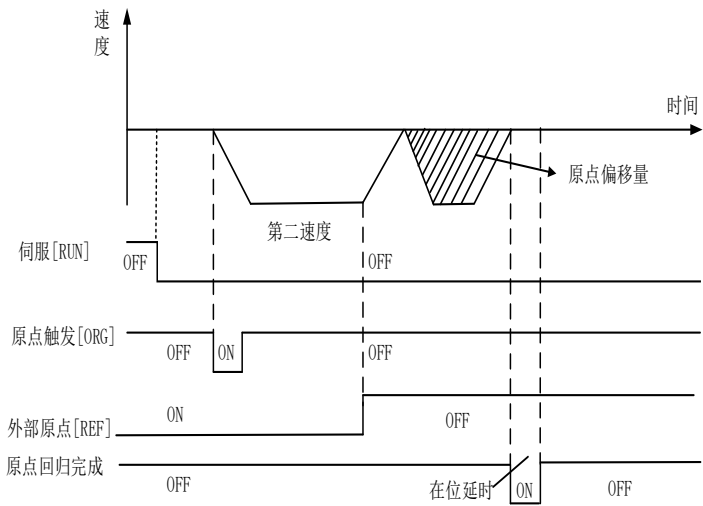 速度
时间
原点偏移量
第二速度
伺服[RUN]
OFF
OFF
原点触发[ORG]
OFF
ON
OFF
外部原点[REF]
ON
OFF
原点回归完成
OFF
在位延时
ON
OFF